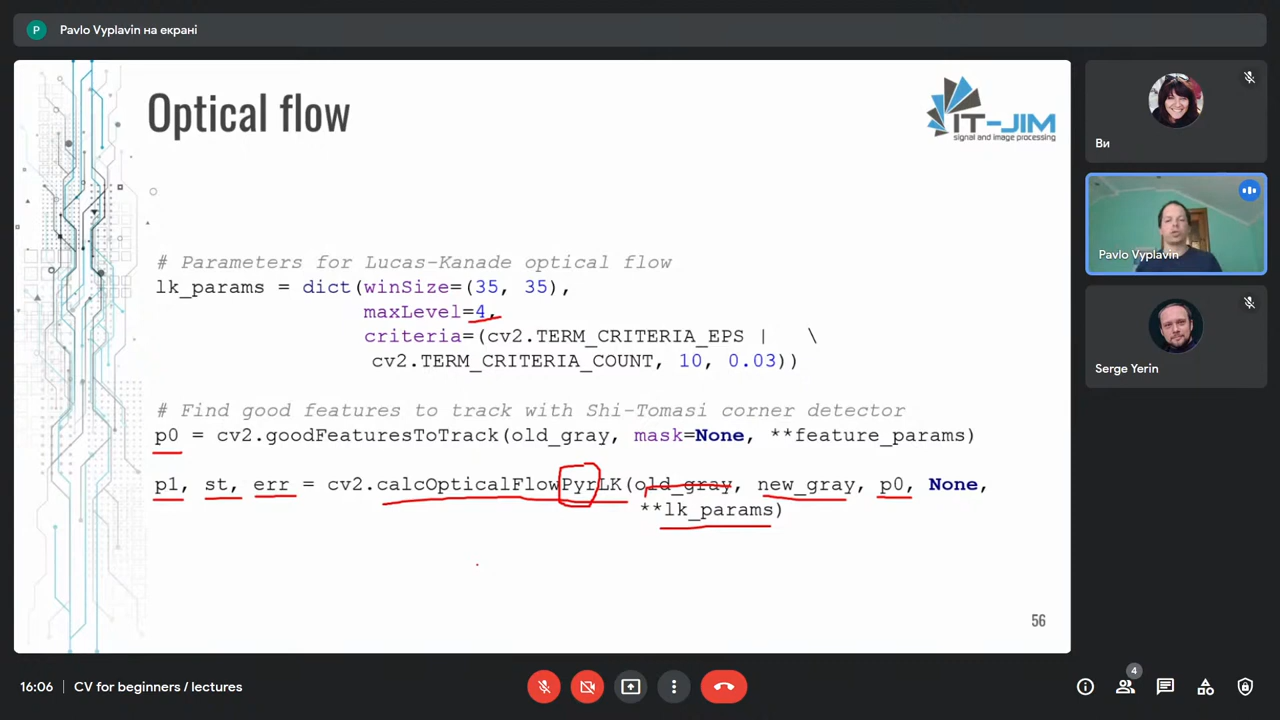 P
Pavlo Vyplavin на екрані
Optical flow
IT-JIM
signal and image processing
# Parameters for Lucas-Kanade optical flow
lk_params = dict(winSize=(35, 35),
maxLevel=4,
criteria=(cv2.TERM_CRITERIA_EPS | \
cv2.TERM_CRITERIA_COUNT, 10, 0.03))
# Find good features to track with Shi-Tomasi corner detector
p0 = cv2.goodFeaturesToTrack(old_gray, mask=None, **feature_params)
p1, st, err = cv2.calcOpticalFlowPyrLK(old_gray, new_gray, p0, None,
**lk_params)
56
Ви
Pavlo Vyplavin
Serge Yerin
16:06 | CV for beginners / lectures
4